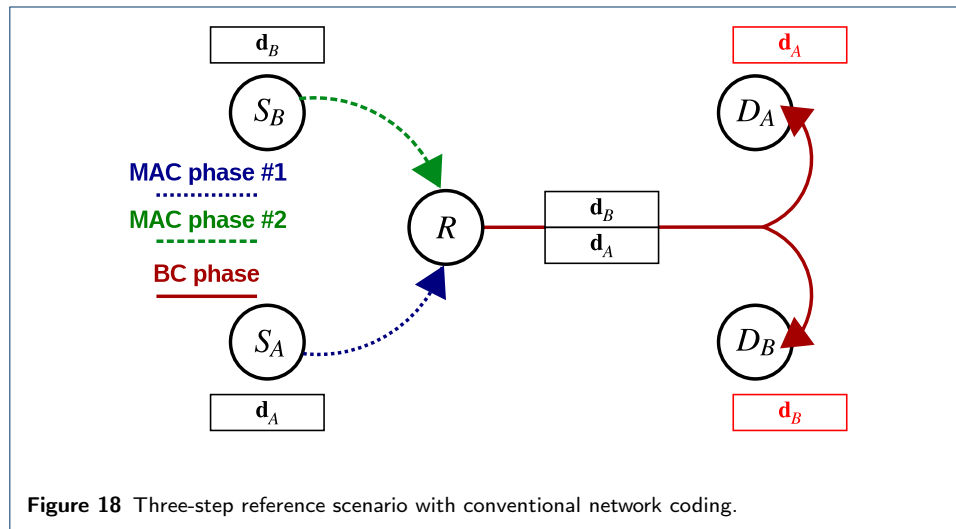 d_B
d_A
S_B
D_A
MAC phase #1
MAC phase #2
R
d_B
d_A
BC phase
S_A
D_B
d_A
d_B
Figure 18 Three-step reference scenario with conventional network coding.